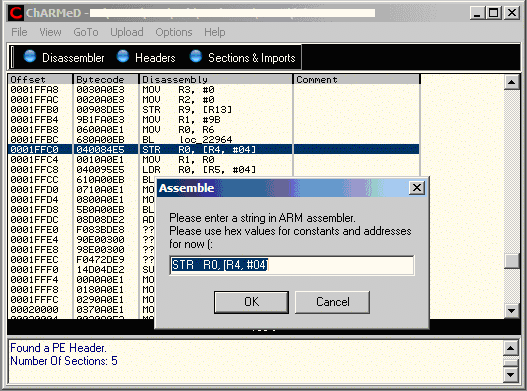 ChARMeD -
File View GoTo Upload Options Help
Disassembler Headers Sections & Imports
Offset Bytecode Disassembly Comment
0001FFA8 0030A0E3 MOV R3, #0
0001FFAC 0020A0E3 MOV R2, #0
0001FFB0 00908DE5 STR R9, [R13]
0001FFB4 9B1FA0E3 MOV R1, #9B
0001FFB8 0600A0E1 MOV R0, R6
0001FFBC 680A00EB BL loc_22964
0001FFC0 040084E5 STR R0, [R4, #04]
0001FFC4 0010A0E1 MOV R1, R0
0001FFC8 040095E5 LDR R0, [R5, #04]
0001FFCC 610A00EB BL
0001FFD0 0710A0E1 MO
0001FFD4 0800A0E1 MO
0001FFD8 5B0A00EB BL
0001FFDC 08D08DE2 AD
0001FFE0 F083BDE8 ??
0001FFE4 90E00300 ??
0001FFE8 98E00300 ??
0001FFEC F0472DE9 ??
0001FFF0 14D04DE2 SU
0001FFF4 00A0A0E1 MO
0001FFF8 0180A0E1 MO
0001FFFC 0290A0E1 MO
00020000 0370A0E1 MO
Assemble
Please enter a string in ARM assembler.
Please use hex values for constants and addresses
for now (:
STR R0, [R4, #04]
OK Cancel
Found a PE Header.
Number Of Sections: 5